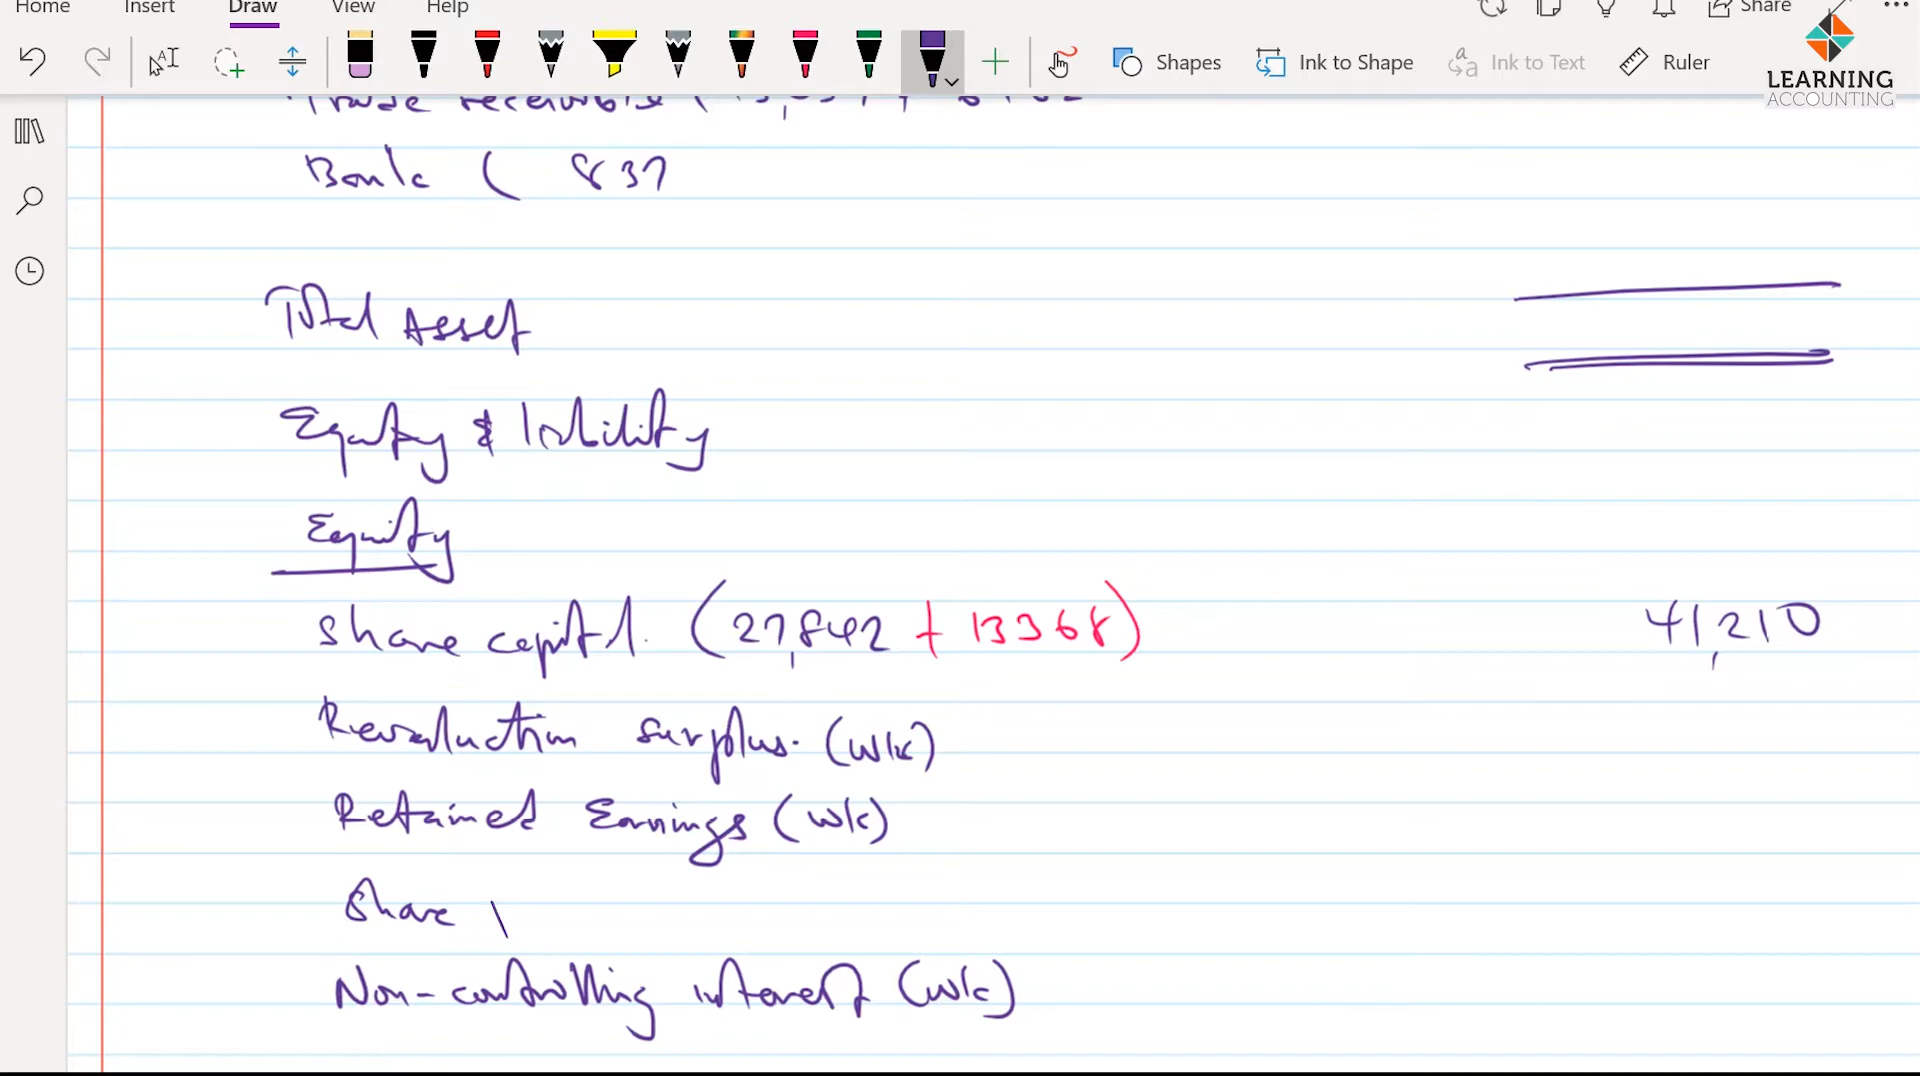 Home Insert Draw View Help Share
Shapes Ink to Shape Ink to Text Ruler
LEARNING
ACCOUNTING
Trade receivable (
Bank ( 837
Total Asset
Equity & liability
Equity
Share capital. (27,842 + 13368) 41,210
Revaluation surplus. (wk)
Retained Earnings (wk)
Share
Non-controlling interest (wk)